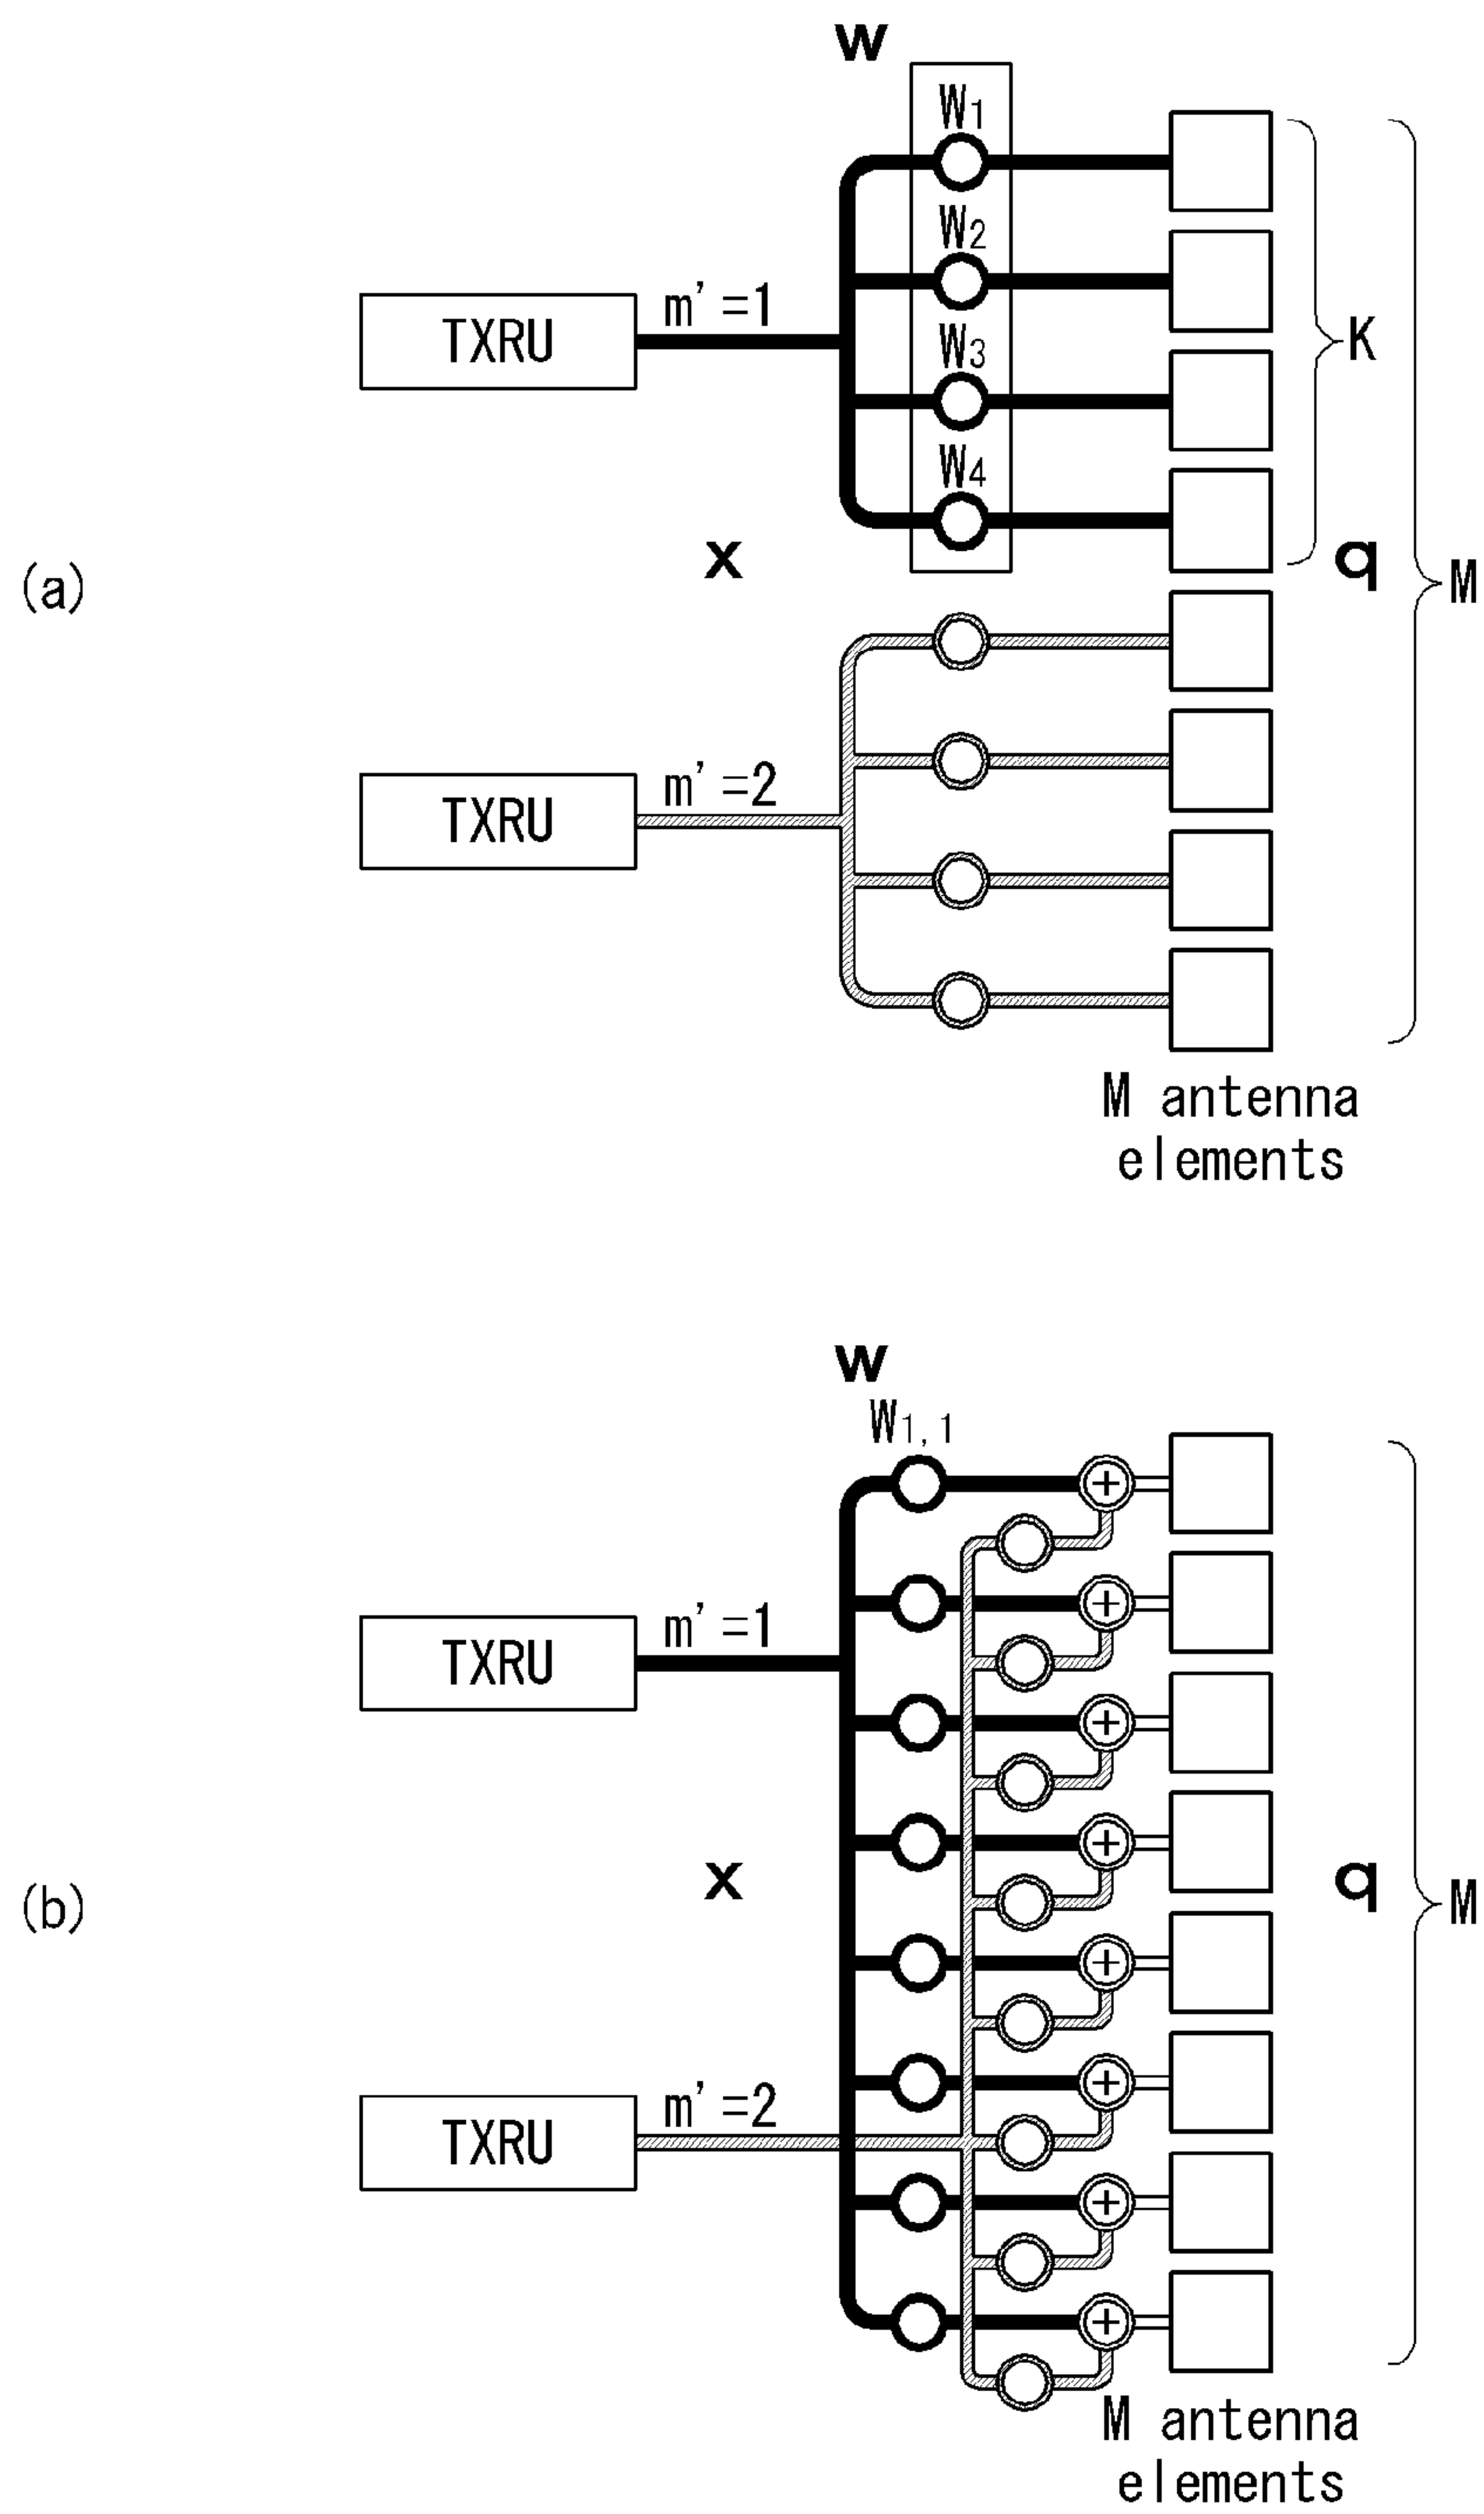 w
W1
W2
m'=1
TXRU
K
W3
W4
x
q
(a)
M
m'=2
TXRU
M antenna
elements
w
W1,1
m'=1
TXRU
x
q
(b)
M
m'=2
TXRU
M antenna
elements